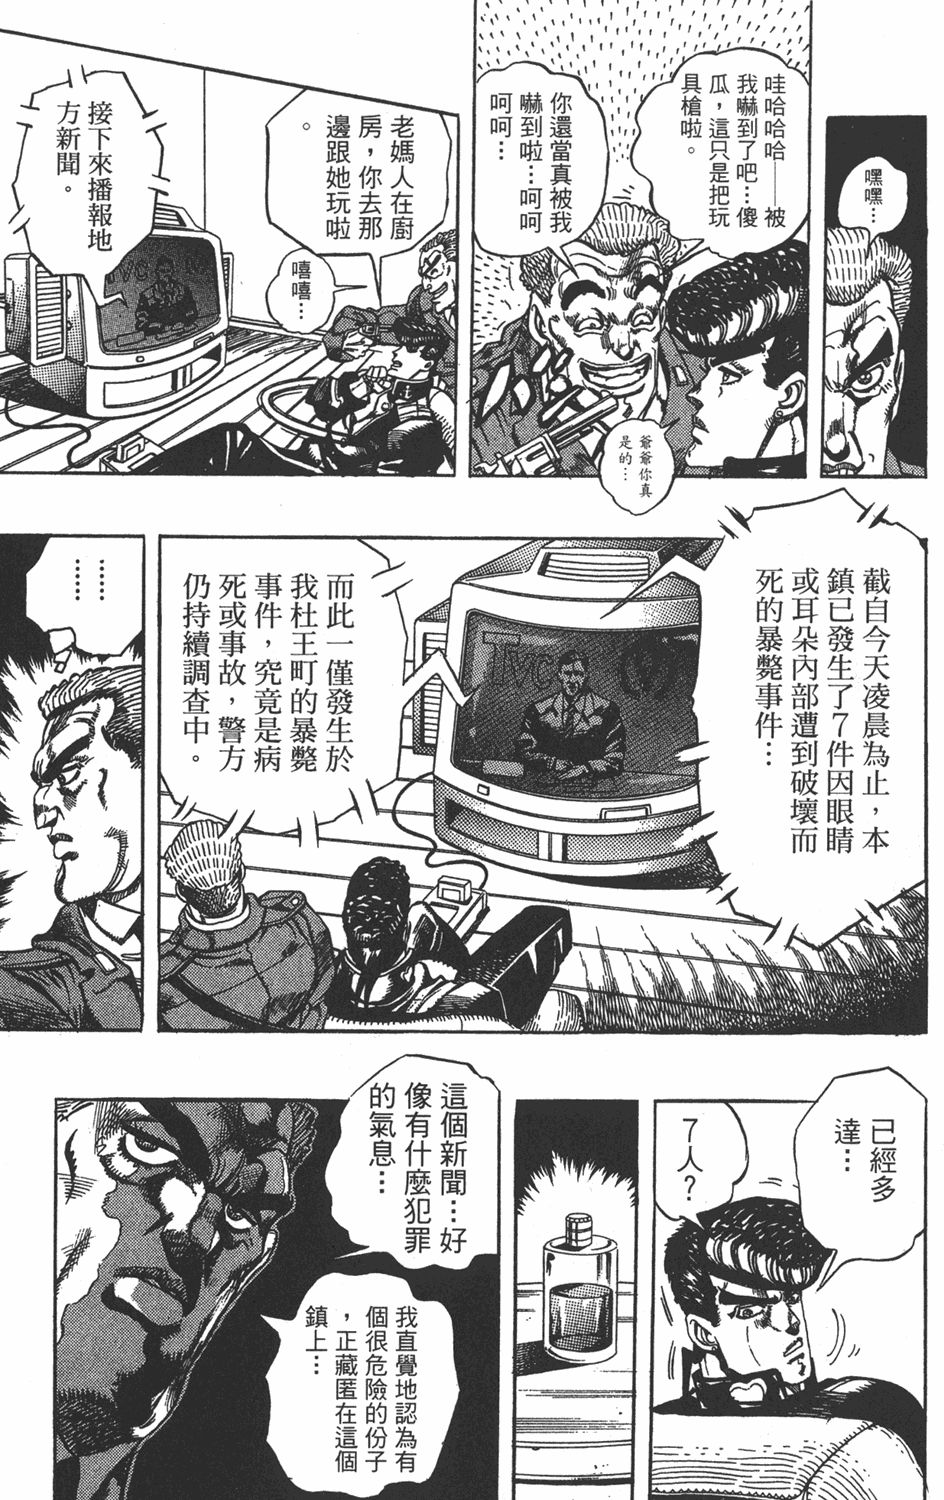 嘿嘿…
哇哈哈哈——被
我嚇到了吧…傻
瓜，這只是把玩
具槍啦。
你還當真被我
嚇到啦…呵呵
呵呵…
爺爺你真
是的…
老媽人在廚
房，你去那
邊跟她玩啦
。
嘻嘻…
接下來播報地
方新聞。
TVC
截自今天凌晨為止，本
鎮已發生了7件因眼睛
或耳朵內部遭到破壞而
死的暴斃事件…
TVC
而此一僅發生於
我杜王町的暴斃
事件，究竟是病
死或事故，警方
仍持續調查中。
……
……
已經多
達…
7人？
這個新聞…好
像有什麼犯罪
的氣息…
我直覺地認為有
個很危險的份子
，正藏匿在這個
鎮上…